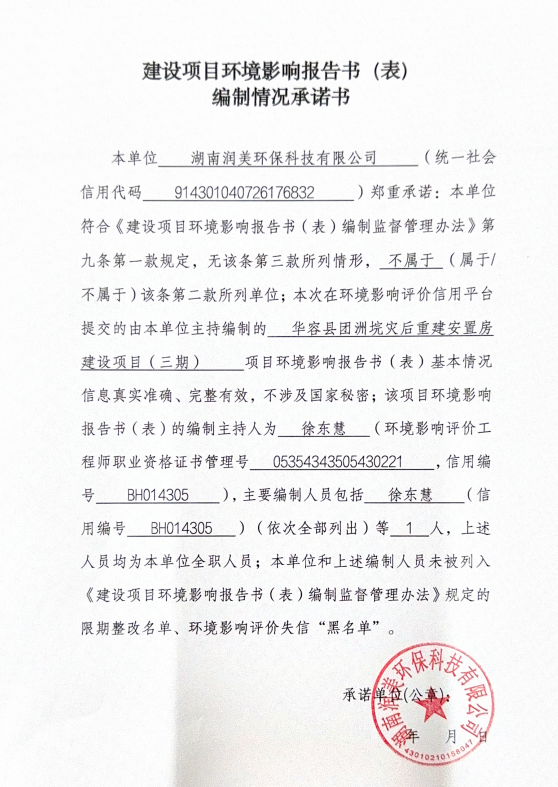 建设项目环境影响报告书（表）
编制情况承诺书
本单位 湖南润美环保科技有限公司 （统一社会
信用代码 914301040726176832 ）郑重承诺：本单位
符合《建设项目环境影响报告书（表）编制监督管理办法》第
九条第一款规定，无该条第三款所列情形，不属于（属于/
不属于）该条第二款所列单位；本次在环境影响评价信用平台
提交的由本单位主持编制的 华容县团洲垸灾后重建安置房
建设项目（三期） 项目环境影响报告书（表）基本情况
信息真实准确、完整有效，不涉及国家秘密；该项目环境影响
报告书（表）的编制主持人为 徐东慧 （环境影响评价工
程师职业资格证书管理号 05354343505430221 ，信用编
号 BH014305 ），主要编制人员包括 徐东慧 （信
用编号 BH014305 ）（依次全部列出）等 1 人，上述
人员均为本单位全职人员；本单位和上述编制人员未被列入
《建设项目环境影响报告书（表）编制监督管理办法》规定的
限期整改名单、环境影响评价失信“黑名单”。
承诺单位(公章)：
年 月 日
湖南润美环保科技有限公司
43010210158047